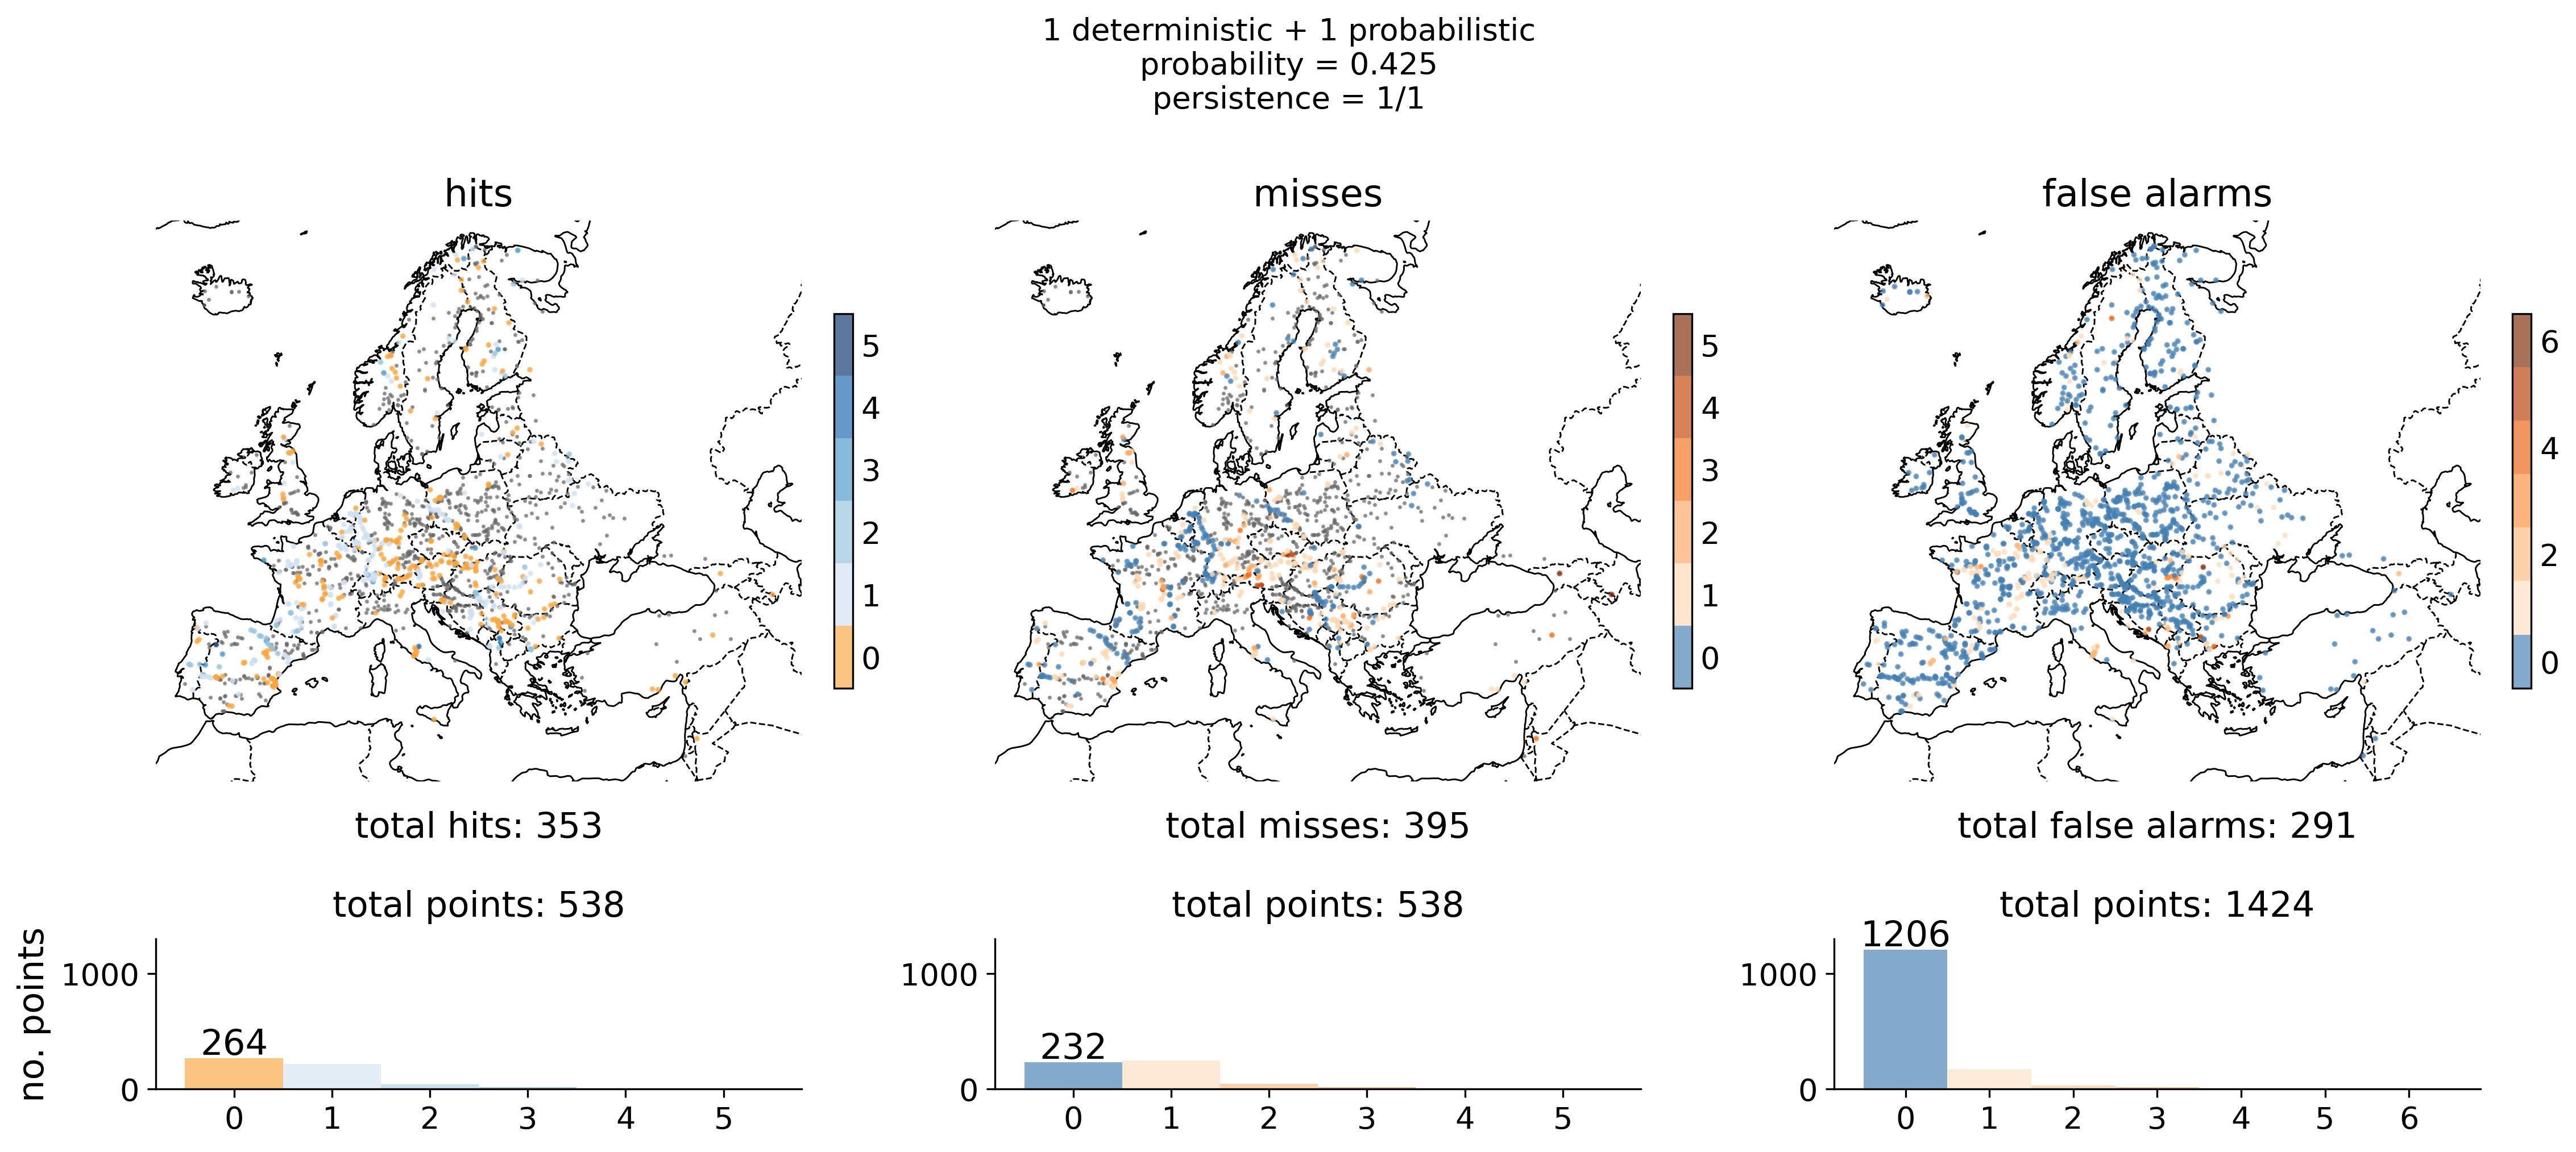 1 deterministic + 1 probabilistic
probability = 0.425
persistence = 1/1
hits
misses
false alarms
5
4
3
2
1
0
5
4
3
2
1
0
6
4
2
0
total hits: 353
total misses: 395
total false alarms: 291
total points: 538
total points: 538
total points: 1424
no. points
1000
0
264
0 1 2 3 4 5
1000
0
232
0 1 2 3 4 5
1000
0
1206
0 1 2 3 4 5 6